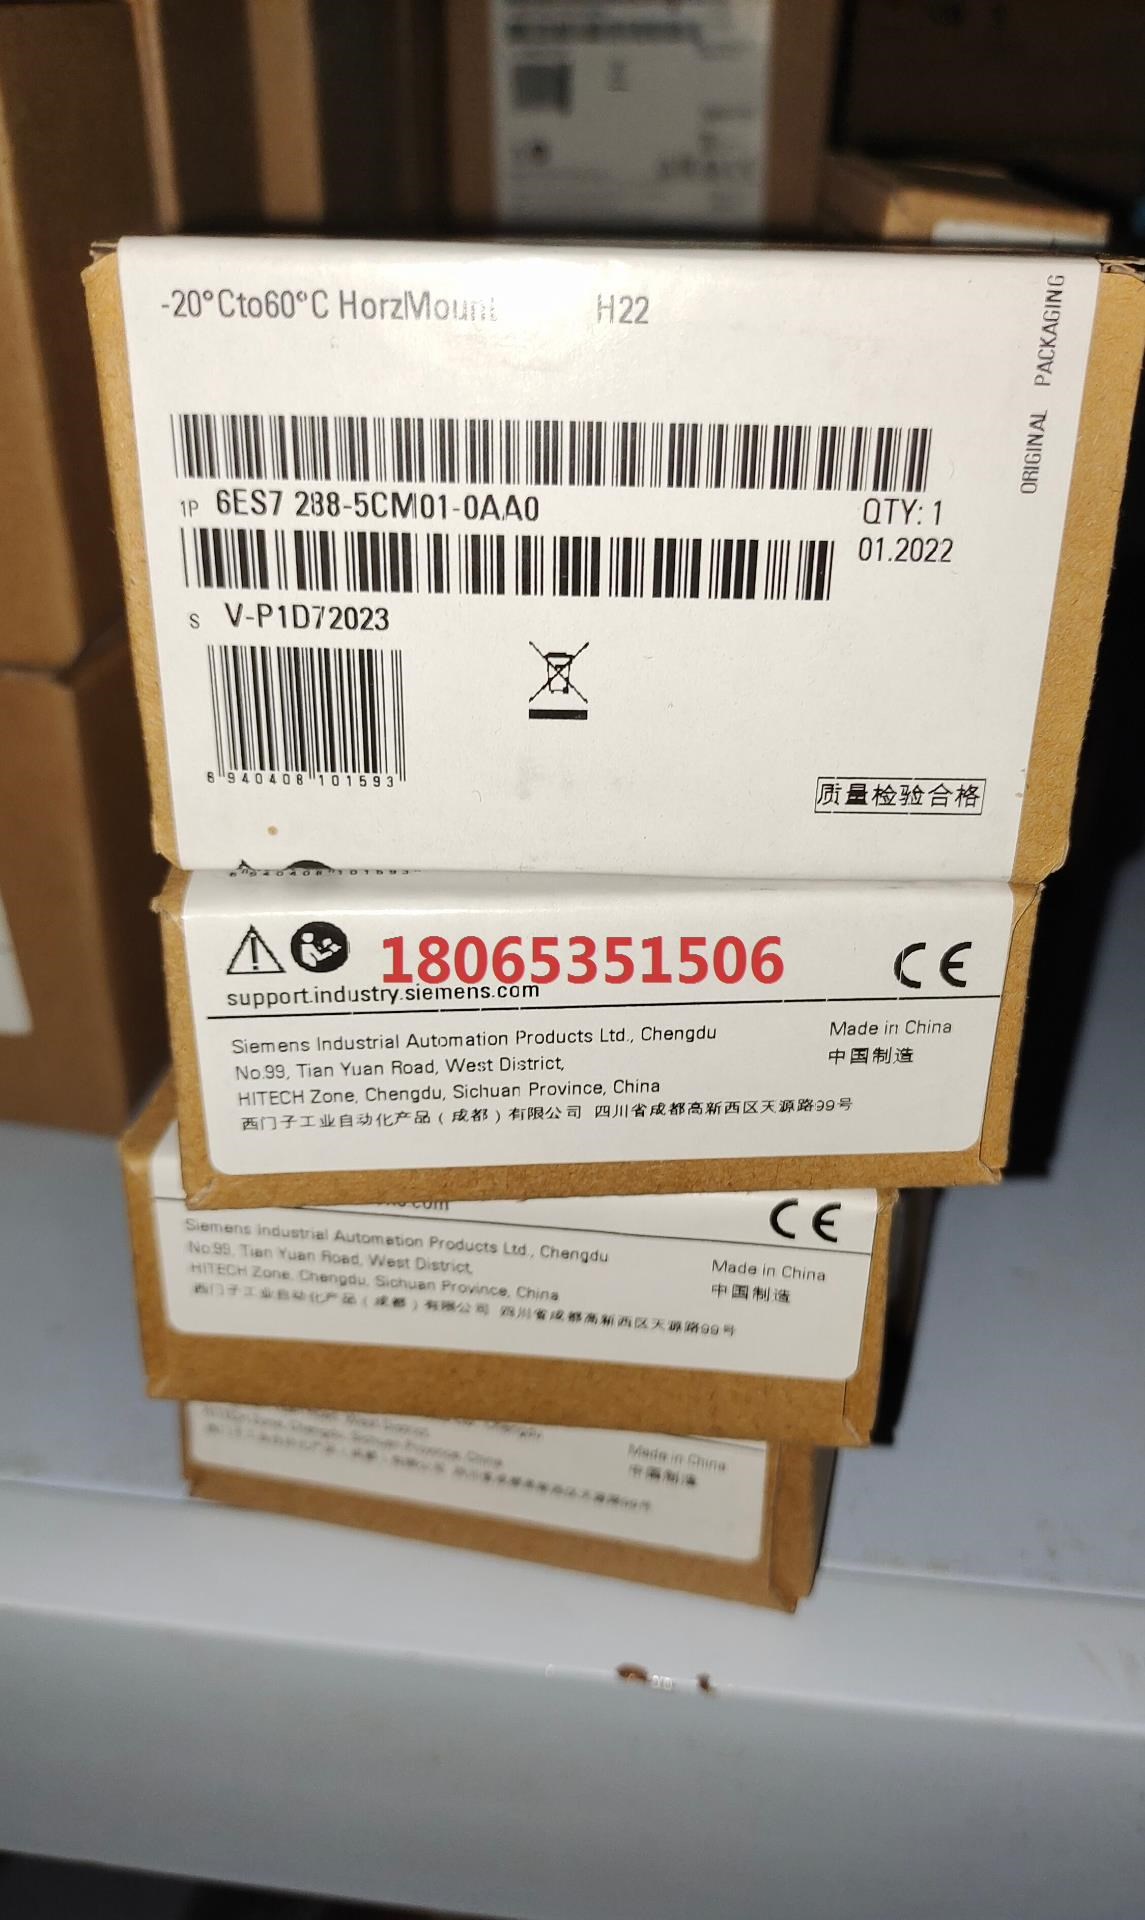 -20°Cto60°C HorzMount H22
ORIGINAL PACKAGING
1P 6ES7 288-5CM01-0AA0
QTY: 1
01.2022
S V-P1D72023
6 940408 101593
质量检验合格
6 940408 101593
18065351506
support.industry.siemens.com
CE
Siemens Industrial Automation Products Ltd., Chengdu
No.99, Tian Yuan Road, West District,
HITECH Zone, Chengdu, Sichuan Province, China
西门子工业自动化产品(成都)有限公司 四川省成都高新西区天源路99号
Made in China
中国制造
CE
Siemens Industrial Automation Products Ltd., Chengdu
No.99, Tian Yuan Road, West District,
HITECH Zone, Chengdu, Sichuan Province, China
西门子工业自动化产品(成都)有限公司 四川省成都高新西区天源路99号
Made in China
中国制造
Made in China
中国制造